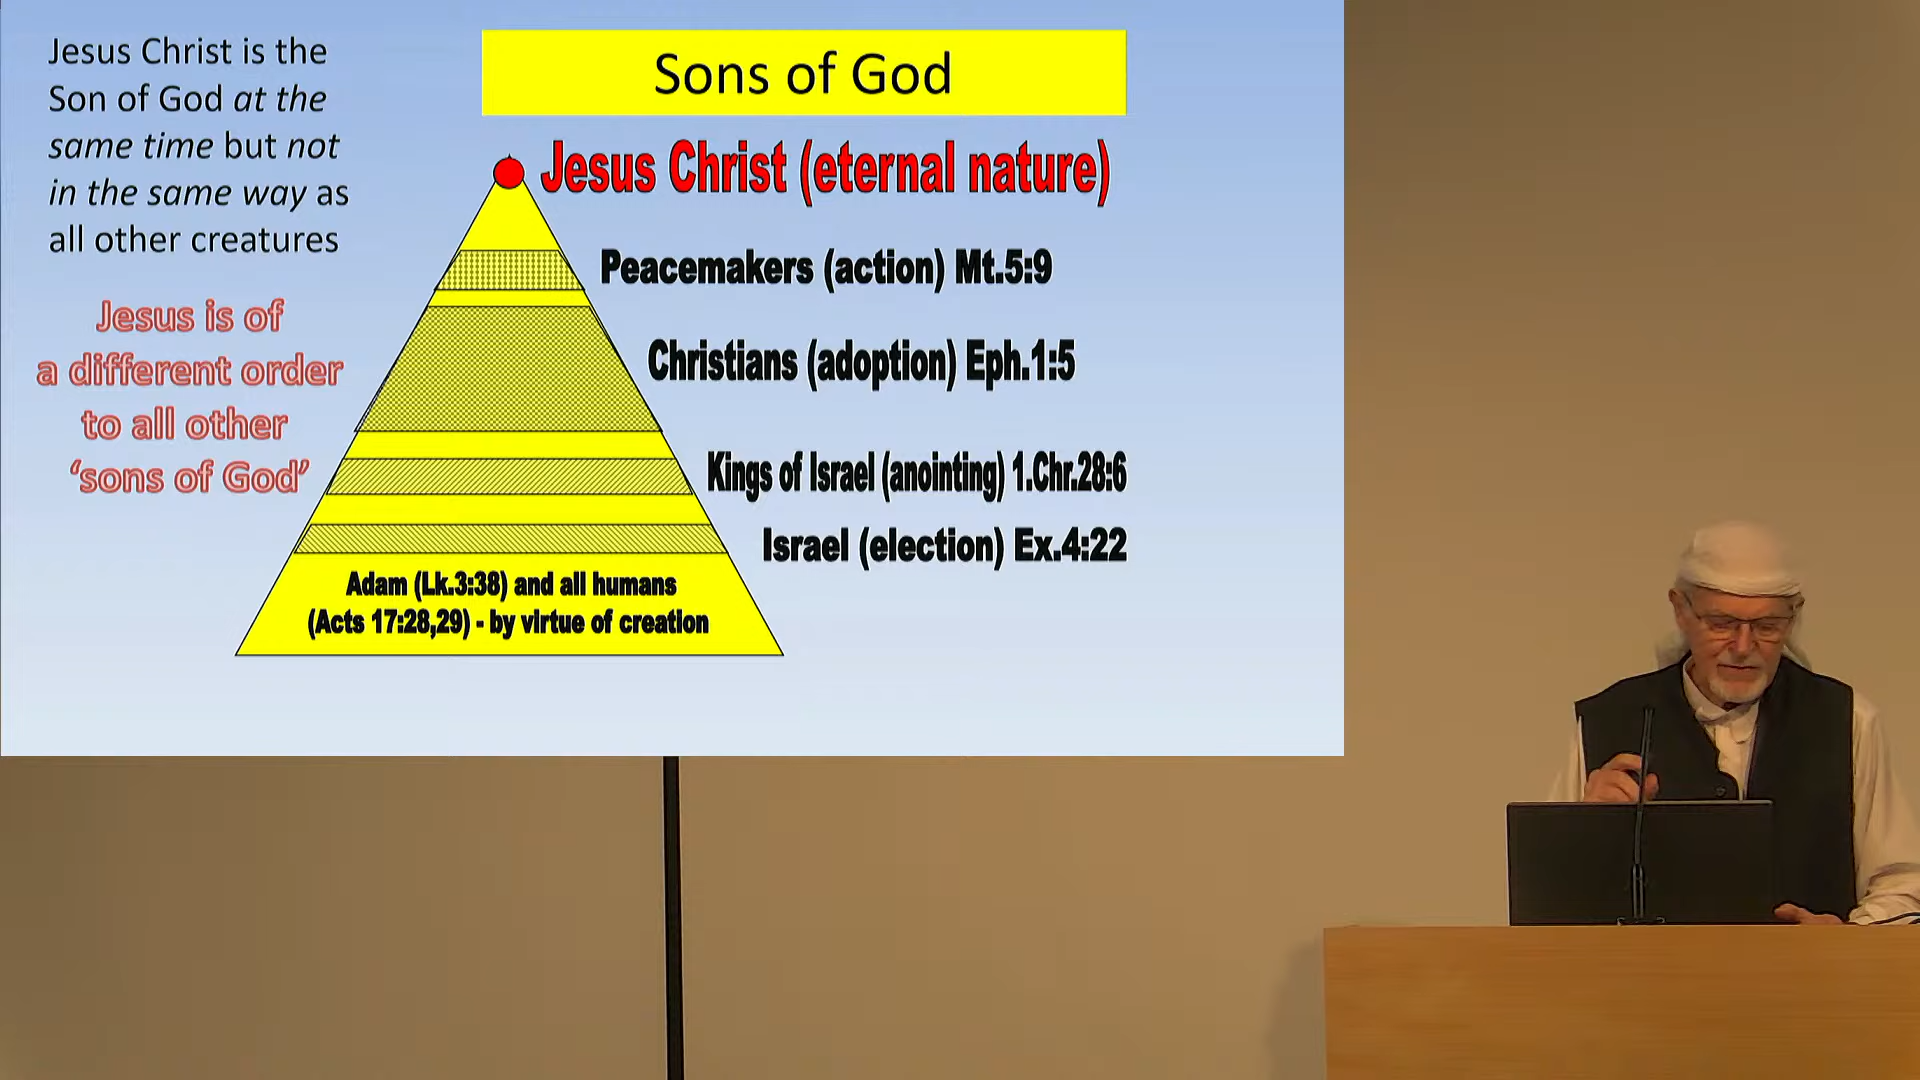 Jesus Christ is the
Son of God at the
same time but not
in the same way as
all other creatures
Jesus is of
a different order
to all other
‘sons of God’
Sons of God
Jesus Christ (eternal nature)
Peacemakers (action) Mt.5:9
Christians (adoption) Eph.1:5
Kings of Israel (anointing) 1.Chr.28:6
Israel (election) Ex.4:22
Adam (Lk.3:38) and all humans
(Acts 17:28,29) - by virtue of creation